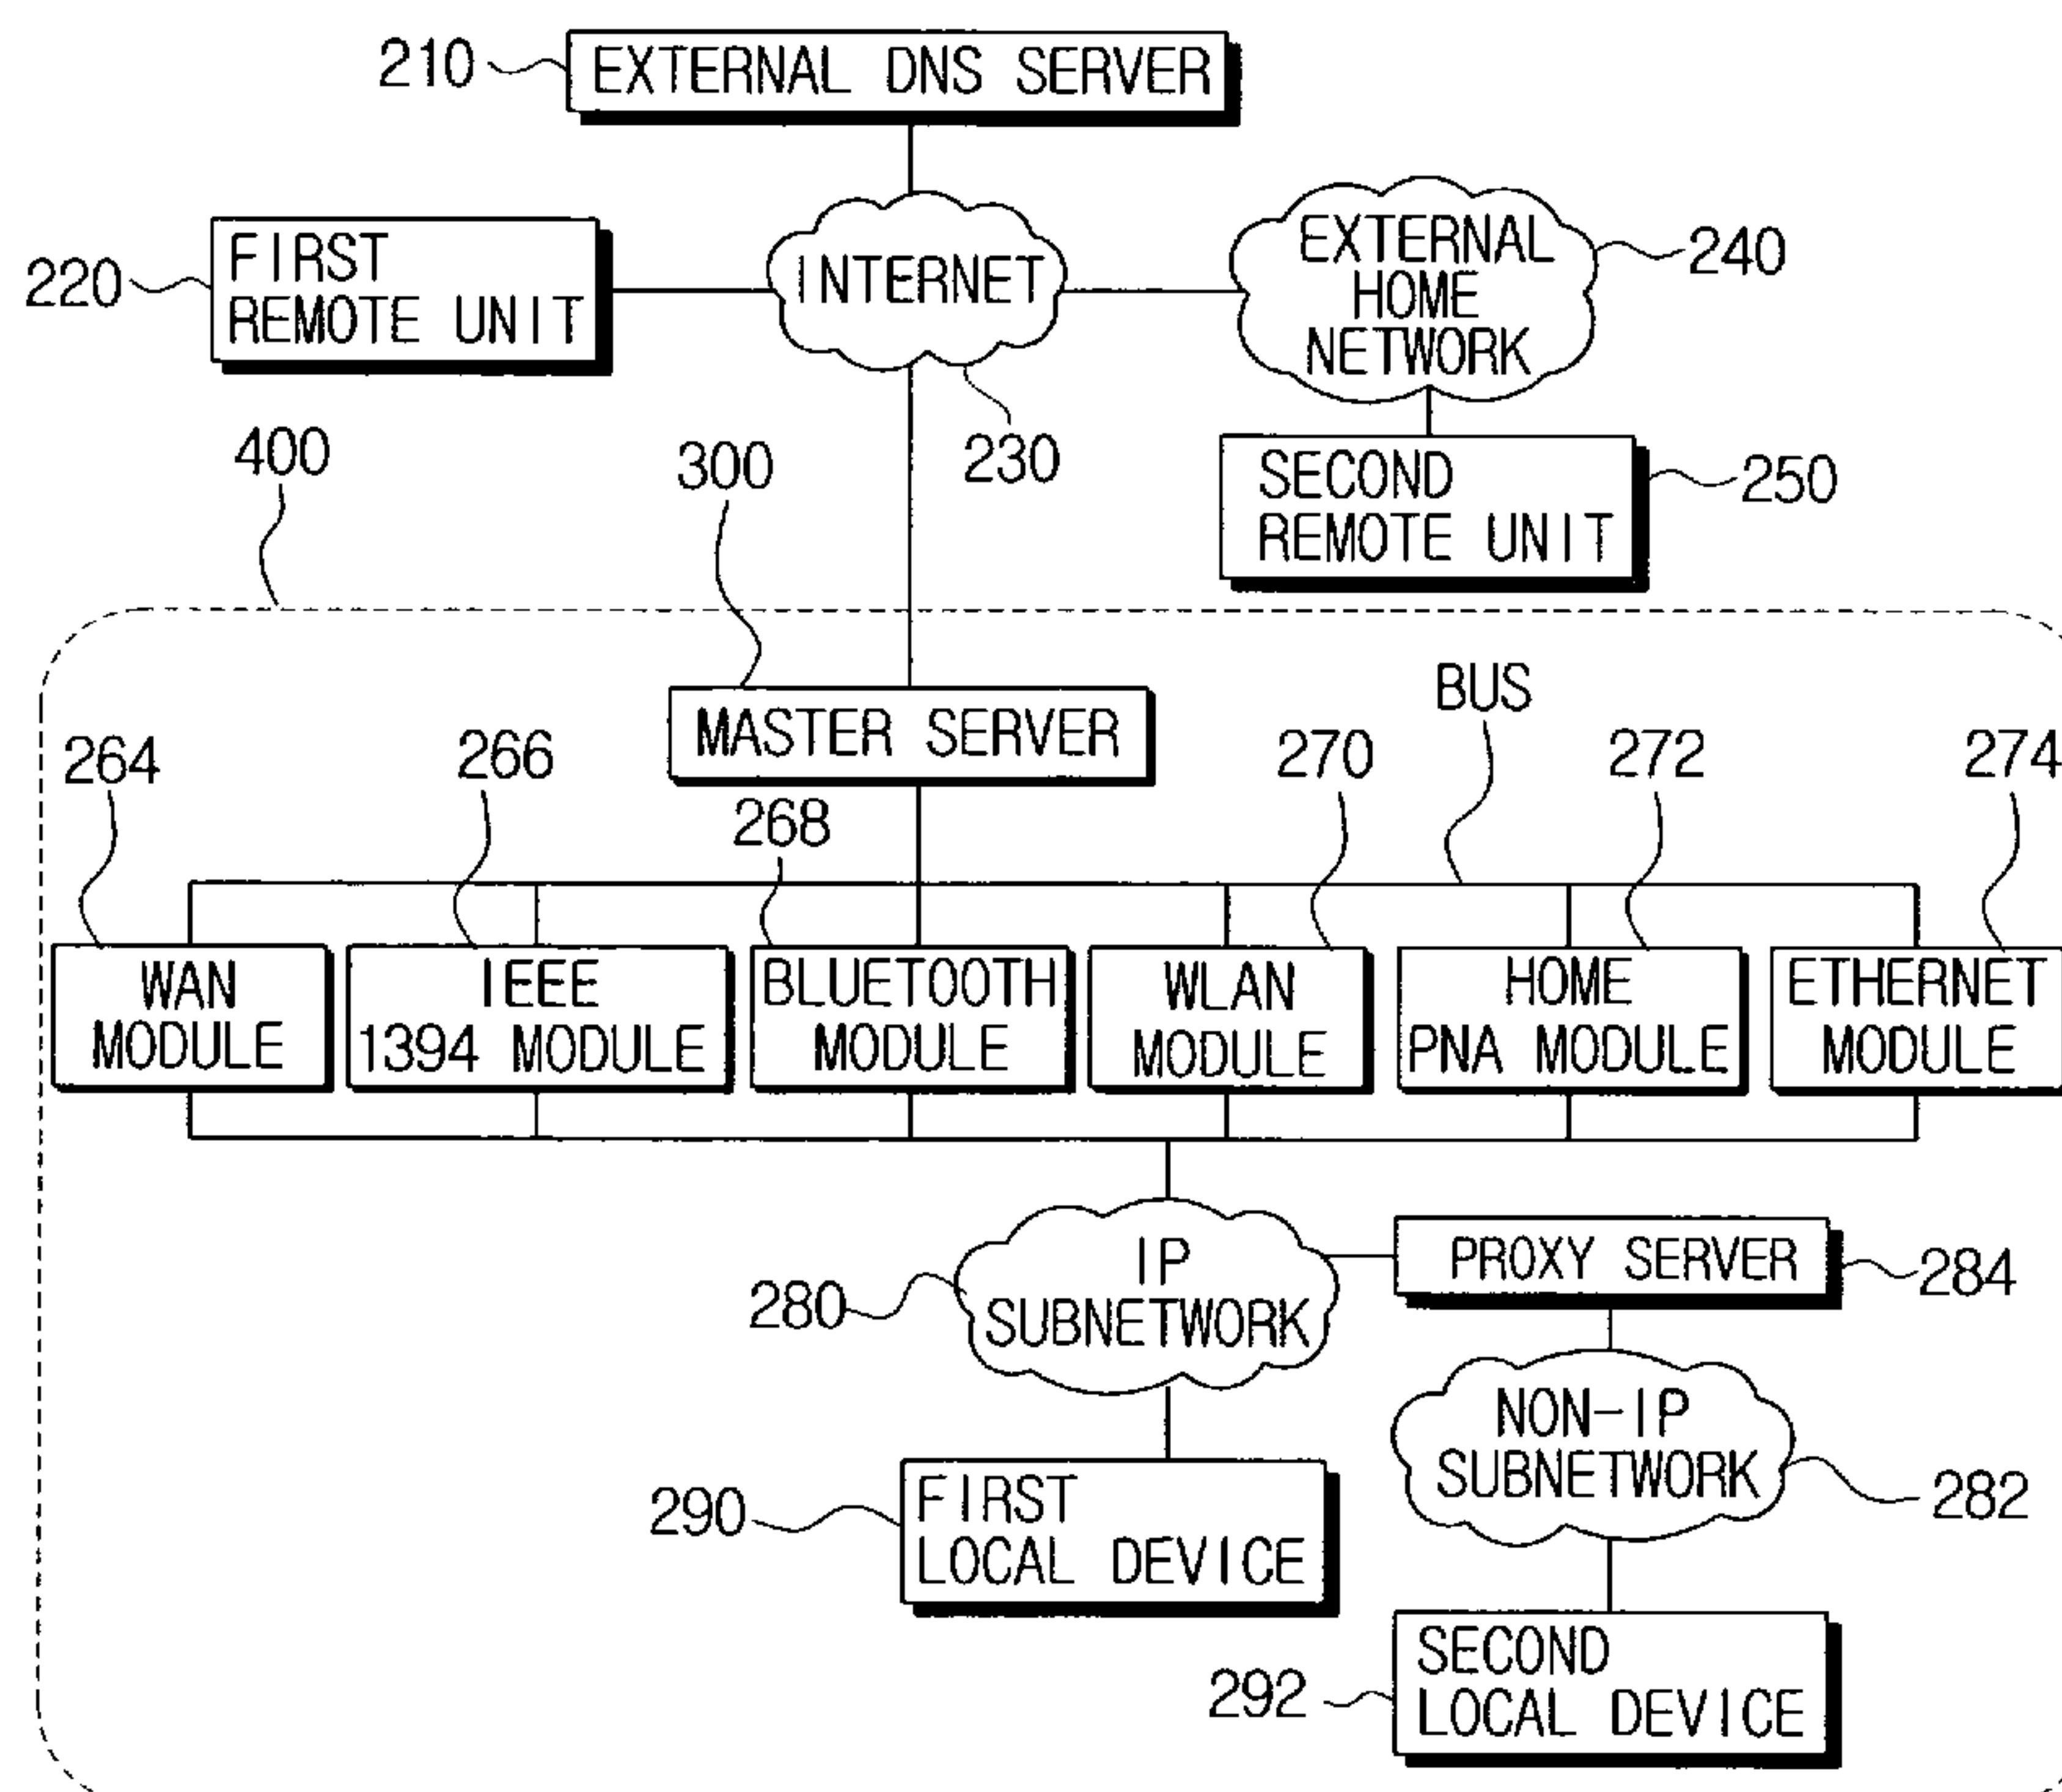 210
EXTERNAL DNS SERVER
220
FIRST
REMOTE UNIT
INTERNET
230
EXTERNAL
HOME
NETWORK
240
SECOND
REMOTE UNIT
250
400
300
MASTER SERVER
BUS
264
266
268
270
272
274
WAN
MODULE
IEEE
1394 MODULE
BLUETOOTH
MODULE
WLAN
MODULE
HOME
PNA MODULE
ETHERNET
MODULE
280
IP
SUBNETWORK
PROXY SERVER
284
NON-IP
SUBNETWORK
282
290
FIRST
LOCAL DEVICE
292
SECOND
LOCAL DEVICE